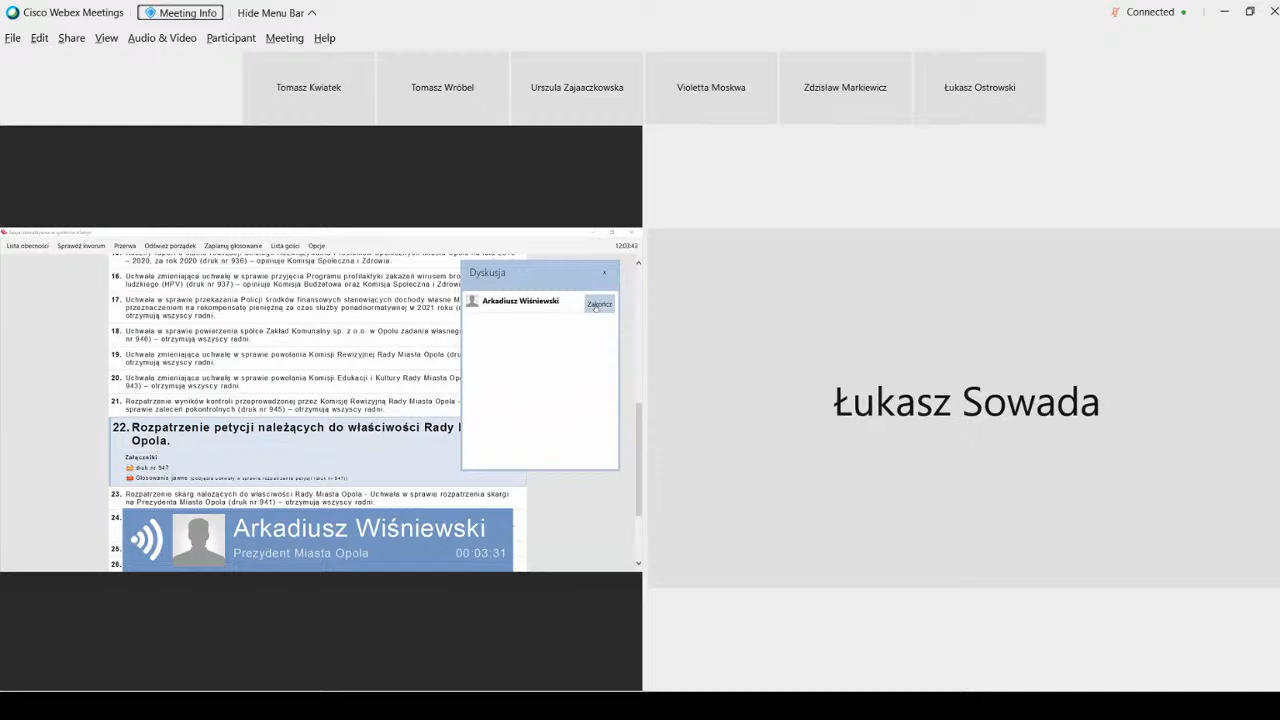 Cisco Webex Meetings
Meeting Info
Hide Menu Bar
Connected
File Edit Share View Audio & Video Participant Meeting Help
Tomasz Kwiatek
Tomasz Wróbel
Urszula Zajaaczkowska
Violetta Moskwa
Zdzisław Markiewicz
Łukasz Ostrowski
Lista obecności Sprawdź kworum Przerwa Odśwież porządek Zaplanuj głosowanie Lista gości Opcje 12:03:43
– 2020, za rok 2020 (druk nr 936) – opiniuje Komisja Społeczna i Zdrowia.
16. Uchwała zmieniająca uchwałę w sprawie przyjęcia Programu profilaktyki zakażeń wirusem
ludzkiego (HPV) (druk nr 937) – opiniuje Komisja Budżetowa oraz Komisja Społeczna i
17. Uchwała w sprawie przekazania Policji środków finansowych stanowiących dochody własne
przeznaczeniem na rekompensatę pieniężną za czas służby ponadnormatywnej w 2021 roku
otrzymują wszyscy radni.
18. Uchwała w sprawie powierzenia spółce Zakład Komunalny sp. z o.o. w Opolu zadania
nr 946) – otrzymują wszyscy radni.
19. Uchwała zmieniająca uchwałę w sprawie powołania Komisji Rewizyjnej Rady Miasta Opola
otrzymują wszyscy radni.
20. Uchwała zmieniająca uchwałę w sprawie powołania Komisji Edukacji i Kultury Rady Miasta
943) – otrzymują wszyscy radni.
21. Rozpatrzenie wyników kontroli przeprowadzonej przez Komisję Rewizyjną Rady Miasta Opola -
sprawie zaleceń pokontrolnych (druk nr 945) – otrzymują wszyscy radni.
22. Rozpatrzenie petycji należących do właściwości Rady
Opola.
Załączniki
druk nr 947
Głosowanie jawne
23. Rozpatrzenie skarg należących do właściwości Rady Miasta Opola - Uchwała w sprawie rozpatrzenia skargi
na Prezydenta Miasta Opola (druk nr 941) – otrzymują wszyscy radni.
24.
25.
26.
Dyskusja x
Arkadiusz Wiśniewski Zakończ
Arkadiusz Wiśniewski
Prezydent Miasta Opola 00:03:31
Łukasz Sowada